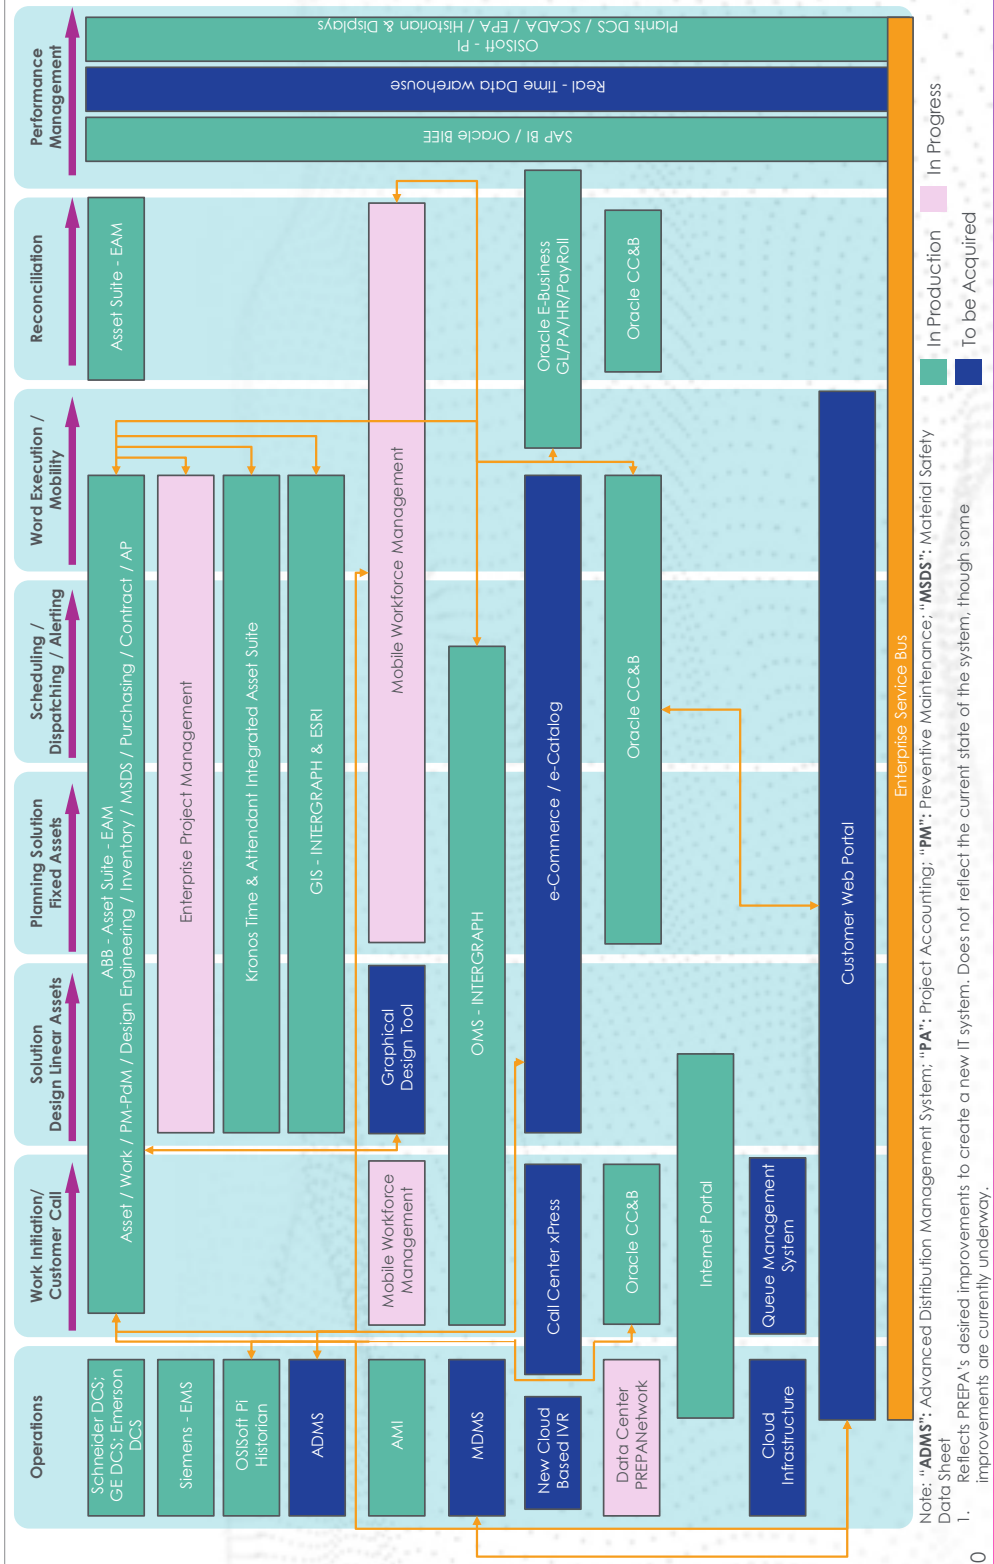 Operations
Work Initiation/
Customer Call
Solution
Design Linear Assets
Planning Solution
Fixed Assets
Scheduling /
Dispatching / Alerting
Word Execution /
Mobility
Reconciliation
Performance
Management
Schneider DCS;
GE DCS; Emerson
DCS
ABB - Asset Suite - EAM
Asset / Work / PM-PdM / Design Engineering / Inventory / MSDS / Purchasing / Contract / AP
Asset Suite - EAM
Siemens - EMS
Enterprise Project Management
OSISoft Pi
Historian
Kronos Time & Attendant Integrated Asset Suite
ADMS
GIS - INTERGRAPH & ESRI
AMI
Mobile Workforce
Management
Graphical
Design Tool
Mobile Workforce Management
MDMS
OMS - INTERGRAPH
New Cloud
Based IVR
Call Center xPress
e-Commerce / e-Catalog
Oracle E-Business
GL/PA/HR/PayRoll
Data Center
PREPANetwork
Oracle CC&B
Oracle CC&B
Oracle CC&B
Internet Portal
Cloud
Infrastructure
Queue Management
System
Customer Web Portal
Enterprise Service Bus
SAP BI / Oracle BIEE
Real - Time Data warehouse
OSISoft - PI
Plants DCS / SCADA / EPA / Historian & Displays
In Production
In Progress
To be Acquired
Note: "ADMS": Advanced Distribution Management System; "PA": Project Accounting; "PM": Preventive Maintenance; "MSDS": Material Safety
Data Sheet
1. Reflects PREPA's desired improvements to create a new IT system. Does not reflect the current state of the system, though some
improvements are currently underway.
0